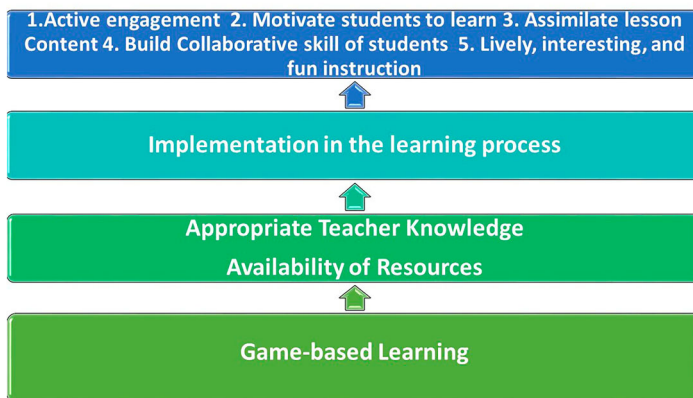 1.Active engagement 2. Motivate students to learn 3. Assimilate lesson
Content 4. Build Collaborative skill of students 5. Lively, interesting, and
fun instruction
Implementation in the learning process
Appropriate Teacher Knowledge
Availability of Resources
Game-based Learning